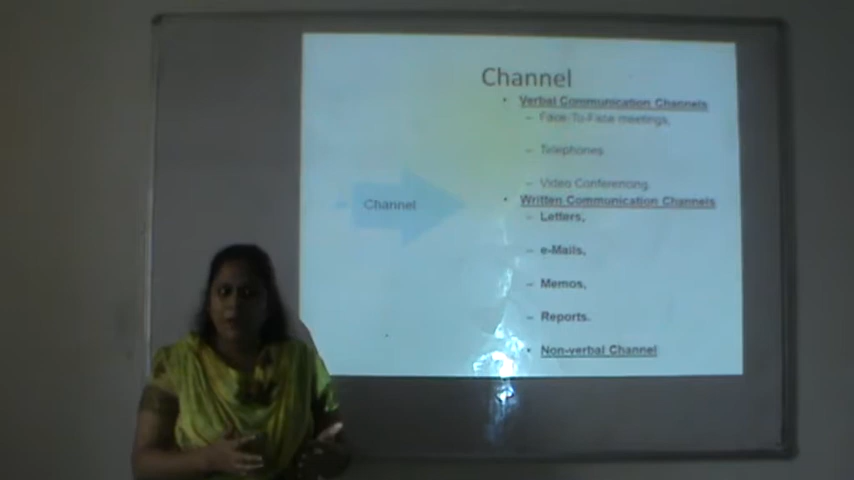 Channel
• Verbal Communication Channels
– Face-To-Face meetings,
– Telephones
– Video Conferencing
Channel
• Written Communication Channels
– Letters,
– e-Mails,
– Memos,
– Reports.
• Non-verbal Channel